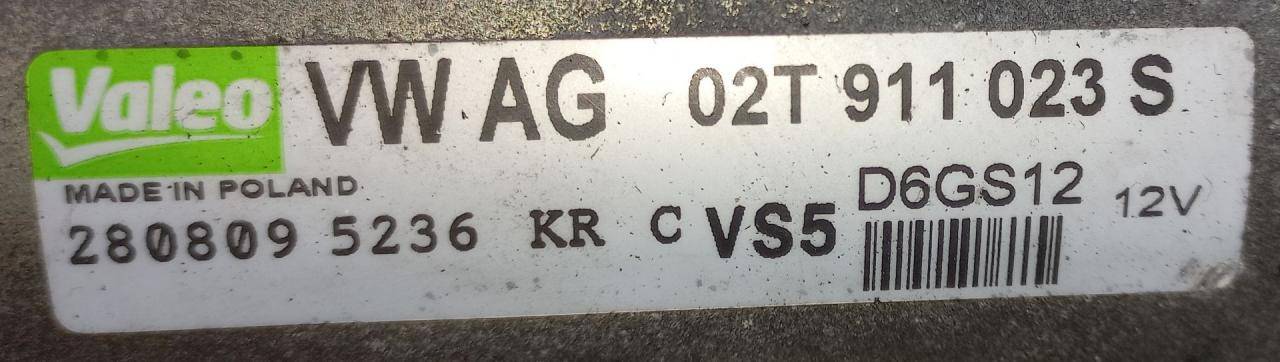 Valeo VW AG 02T 911 023 S
MADE IN POLAND
280809 5236 KR C VS5 D6GS12 12V